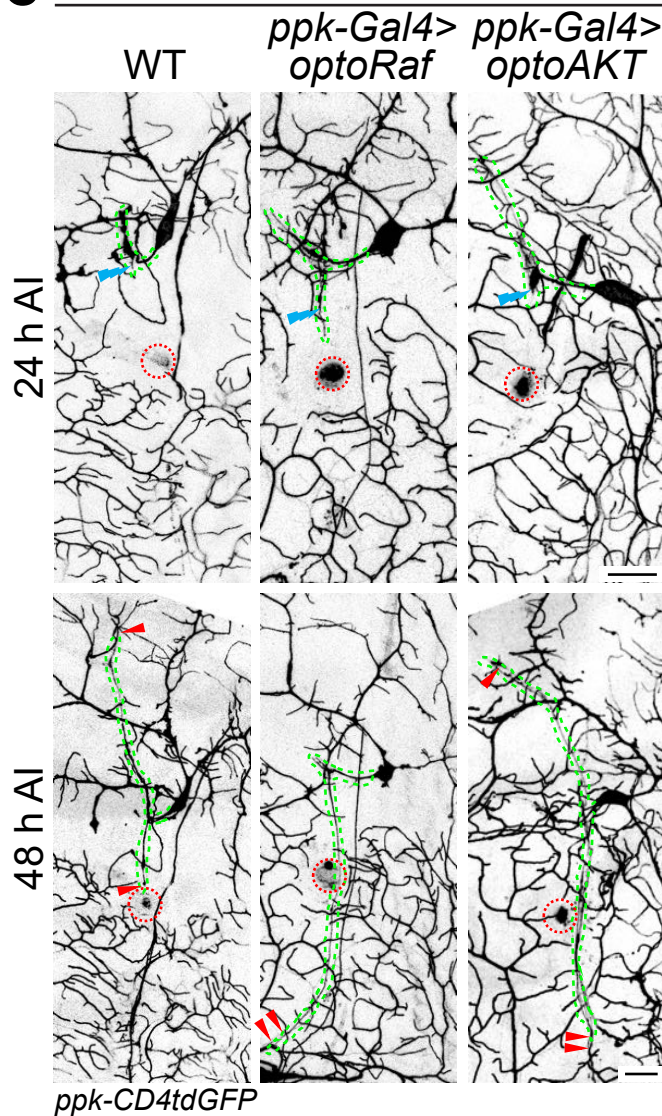 WT
ppk-Gal4>
optoRaf
ppk-Gal4>
optoAKT
24 h AI
48 h AI
ppk-CD4tdGFP